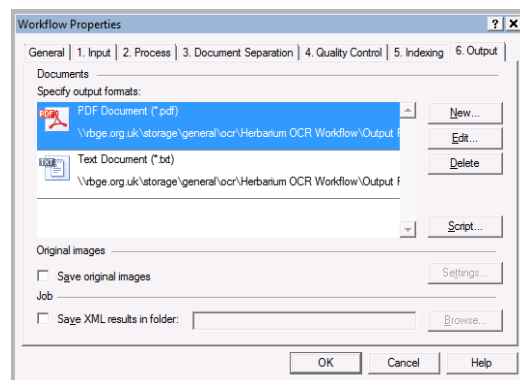 Workflow Properties
? x
General 1. Input 2. Process 3. Document Separation 4. Quality Control 5. Indexing 6. Output
Documents
Specify output formats:
PDF
PDF Document (*.pdf)
\\rbge.org.uk\storage\general\ocr\Herbarium OCR Workflow\Output F
TXT
Text Document (*.txt)
\\rbge.org.uk\storage\general\ocr\Herbarium OCR Workflow\Output F
New...
Edit...
Delete
Script...
Original images
Save original images
Settings...
Job
Save XML results in folder:
Browse...
OK Cancel Help